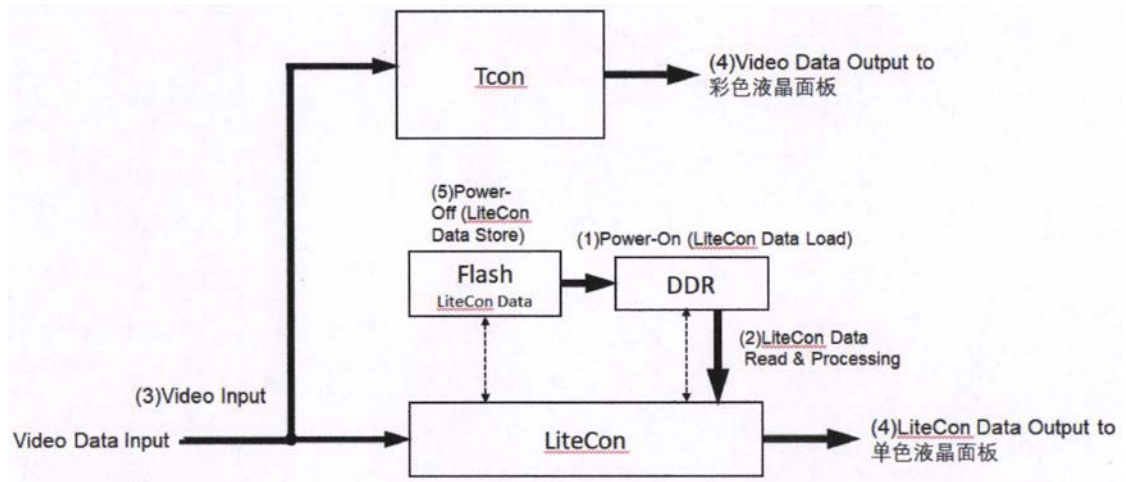 Tcon
(4)Video Data Output to
彩色液晶面板
(5)Power-
Off (LiteCon
Data Store)
(1)Power-On (LiteCon Data Load)
Flash
LiteCon Data
DDR
(2)LiteCon Data
Read & Processing
(3)Video Input
Video Data Input
LiteCon
(4)LiteCon Data Output to
单色液晶面板